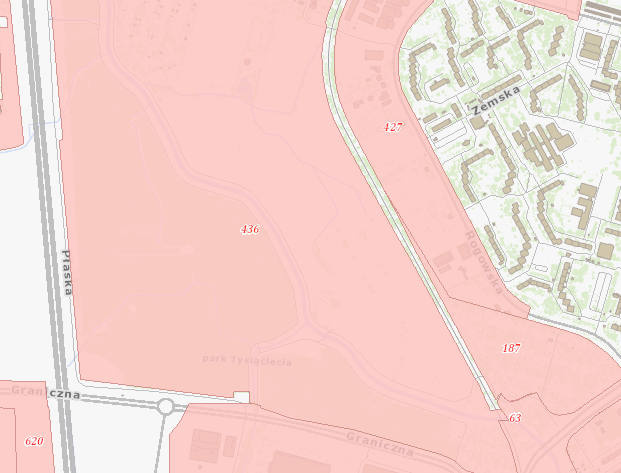 Żemska
427
436
Płaska
Rogowska
187
park Tysiąclecia
Graniczna
63
620
Graniczna